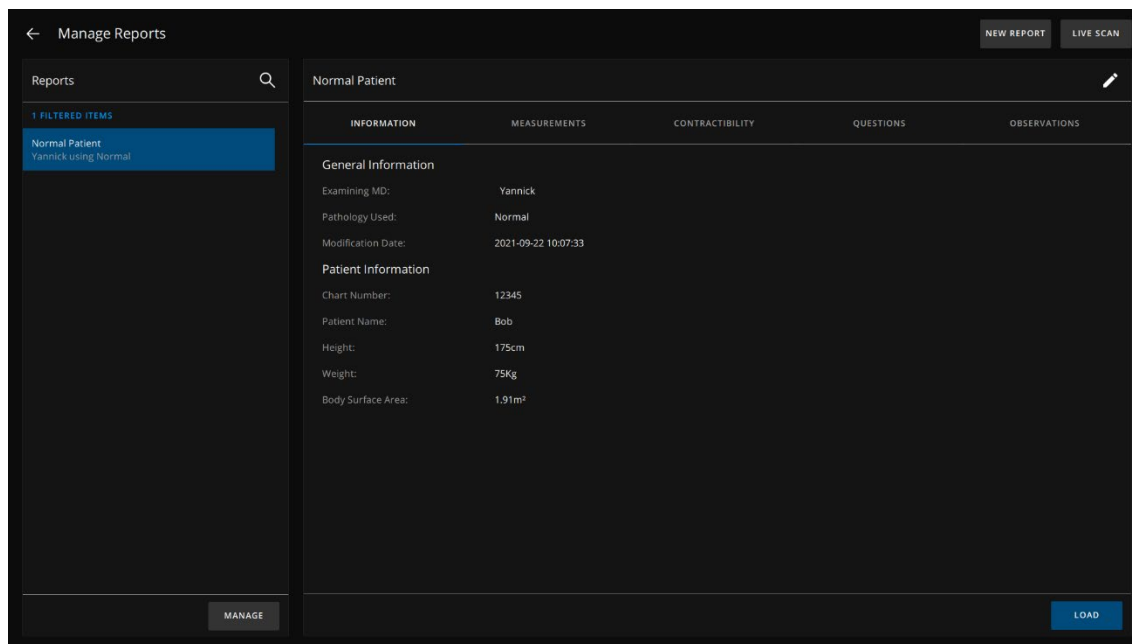 Manage Reports
NEW REPORT
LIVE SCAN
Reports
1 FILTERED ITEMS
Normal Patient
Yannick using Normal
MANAGE
Normal Patient
INFORMATION
MEASUREMENTS
CONTRACTIBILITY
QUESTIONS
OBSERVATIONS
General Information
Examining MD: Yannick
Pathology Used: Normal
Modification Date: 2021-09-22 10:07:33
Patient Information
Chart Number: 12345
Patient Name: Bob
Height: 175cm
Weight: 75Kg
Body Surface Area: 1.91m²
LOAD